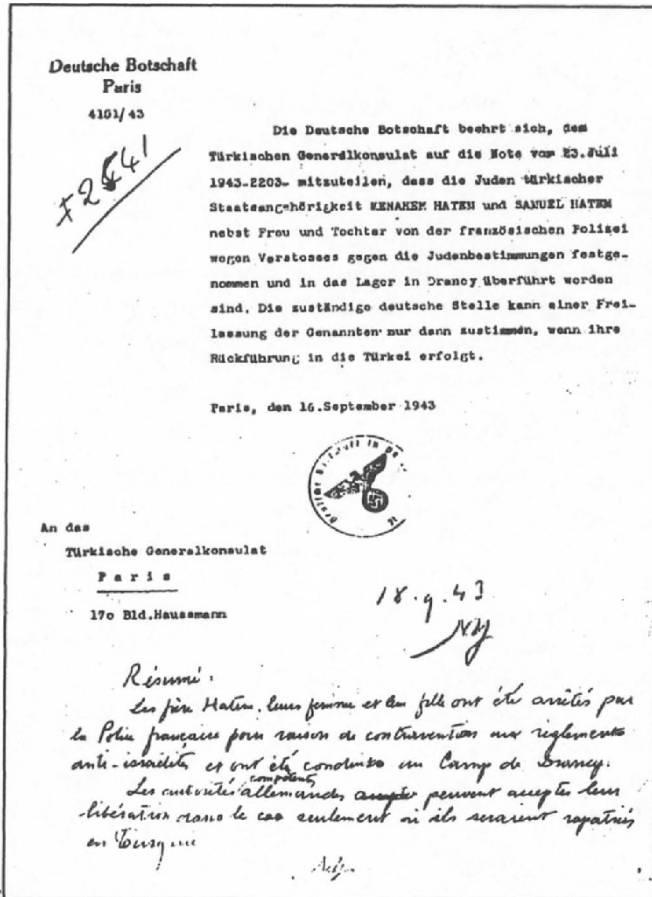 Deutsche Botschaft
Paris
4101/43
+2541
Die Deutsche Botschaft beehrt sich, dem
Türkischen Generalkonsulat auf die Note vom 23.Juli
1943-2203- mitzuteilen, dass die Juden türkischer
Staatsangehörigkeit MENAHEM HATEM und SAMUEL HATEM
nebst Frau und Tochter von der französischen Polizei
wegen Verstosses gegen die Judenbestimmungen festge-
nommen und in das Lager in Drancy überführt worden
sind. Die zuständige deutsche Stelle kann einer Frei-
lassung der Genannten nur dann zustimmen, wenn ihre
Rückführung in die Türkei erfolgt.
Paris, den 16.September 1943
An das
Türkische Generalkonsulat
Paris
170 Bld.Haussmann
18.9.43
Résumé:
Les frère Hatem, leurs femme et leu fille ont été arrêtés par
la Police française pour raison de contravention aux règlements
anti-israélites et ont été conduits au Camp de Drancy.
Les autorités allemandes compétentes peuvent accepter leur
libération dans le cas seulement où ils seraient rapatriés
en Turquie